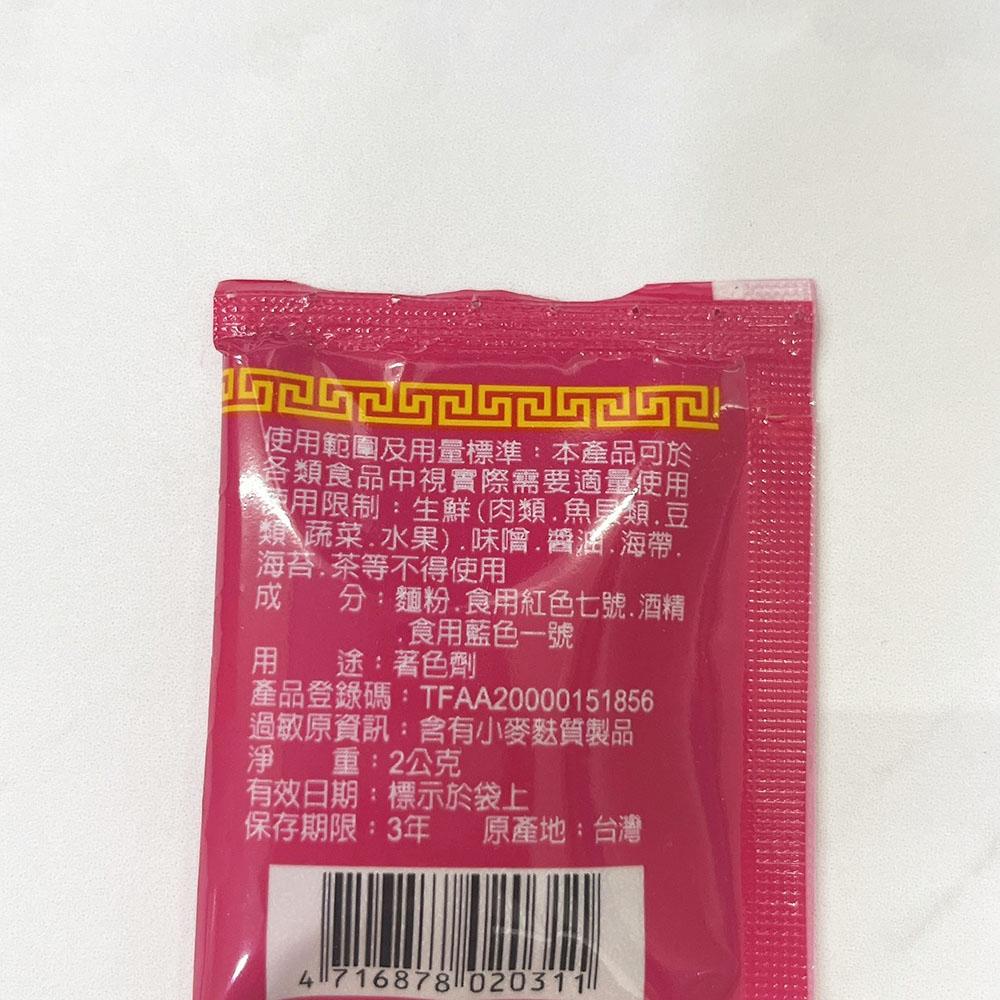 使用範圍及用量標準：本產品可於
各類食品中視實際需要適量使用
使用限制：生鮮(肉類.魚貝類.豆
類.蔬菜.水果).味噌.醬油.海帶.
海苔.茶等不得使用
成　　分：麵粉.食用紅色七號.酒精
.食用藍色一號
用　　途：著色劑
產品登錄碼：TFAA20000151856
過敏原資訊：含有小麥麩質製品
淨　　重：2公克
有效日期：標示於袋上
保存期限：3年　原產地：台灣
4 716878 020311